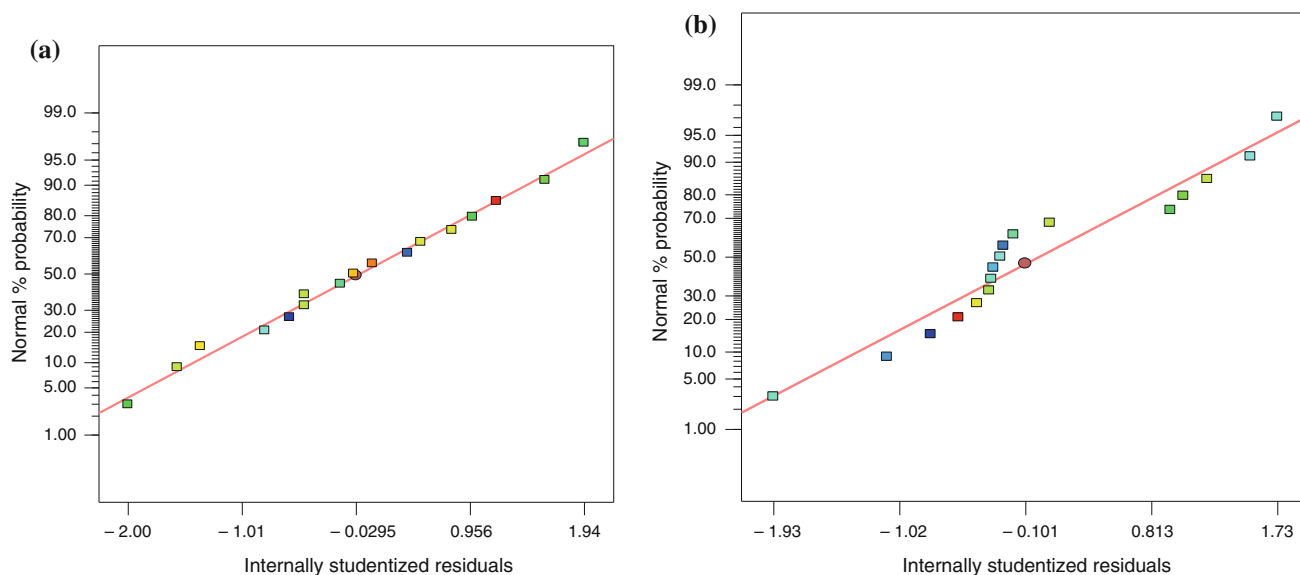 (a)
99.0
95.0
90.0
80.0
70.0
50.0
30.0
20.0
10.0
5.00
1.00
Normal % probability
−2.00 −1.01 −0.0295 0.956 1.94
Internally studentized residuals
(b)
99.0
95.0
90.0
80.0
70.0
50.0
30.0
20.0
10.0
5.00
1.00
Normal % probability
−1.93 −1.02 −0.101 0.813 1.73
Internally studentized residuals